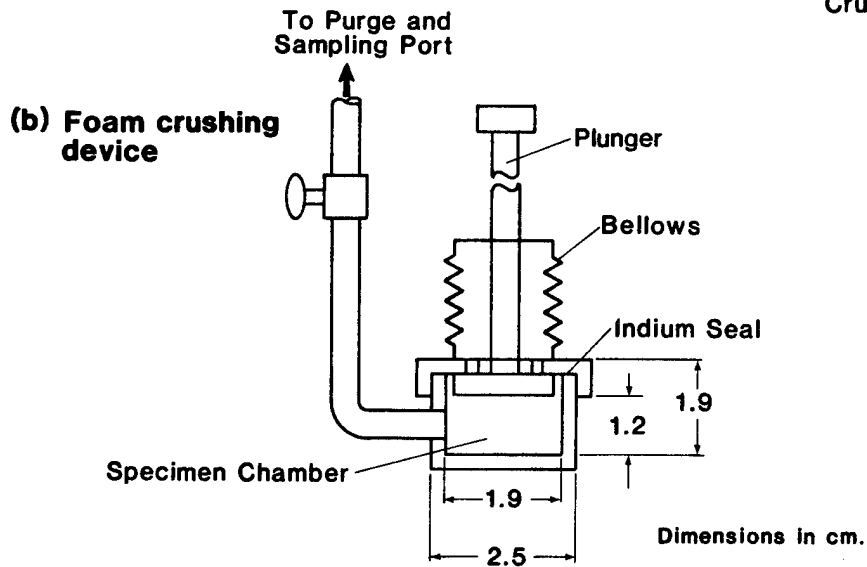 Cru
To Purge and
Sampling Port
(b) Foam crushing
device
Plunger
Bellows
Indium Seal
1.9
1.2
Specimen Chamber
1.9
Dimensions in cm.
2.5